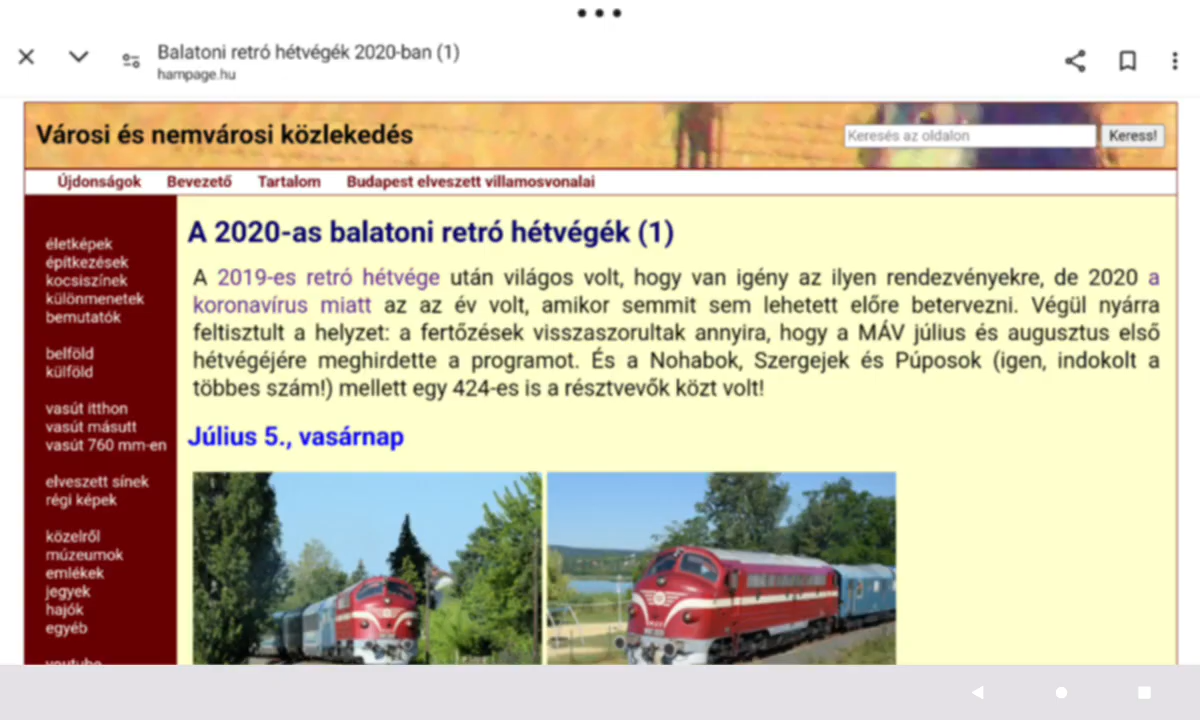 Balatoni retró hétvégék 2020-ban (1)
hampage.hu
Városi és nemvárosi közlekedés
Keresés az oldalon
Keress!
Újdonságok Bevezető Tartalom Budapest elveszett villamosvonalai
életképek
építkezések
kocsiszínek
különmenetek
bemutatók
belföld
külföld
vasút itthon
vasút másutt
vasút 760 mm-en
elveszett sínek
régi képek
közelről
múzeumok
emlékek
jegyek
hajók
egyéb
youtube
A 2020-as balatoni retró hétvégék (1)
A 2019-es retró hétvége után világos volt, hogy van igény az ilyen rendezvényekre, de 2020 a
koronavírus miatt az az év volt, amikor semmit sem lehetett előre betervezni. Végül nyárra
feltisztult a helyzet: a fertőzések visszaszorultak annyira, hogy a MÁV július és augusztus első
hétvégéjére meghirdette a programot. És a Nohabok, Szergejek és Púposok (igen, indokolt a
többes szám!) mellett egy 424-es is a résztvevők közt volt!
Július 5., vasárnap